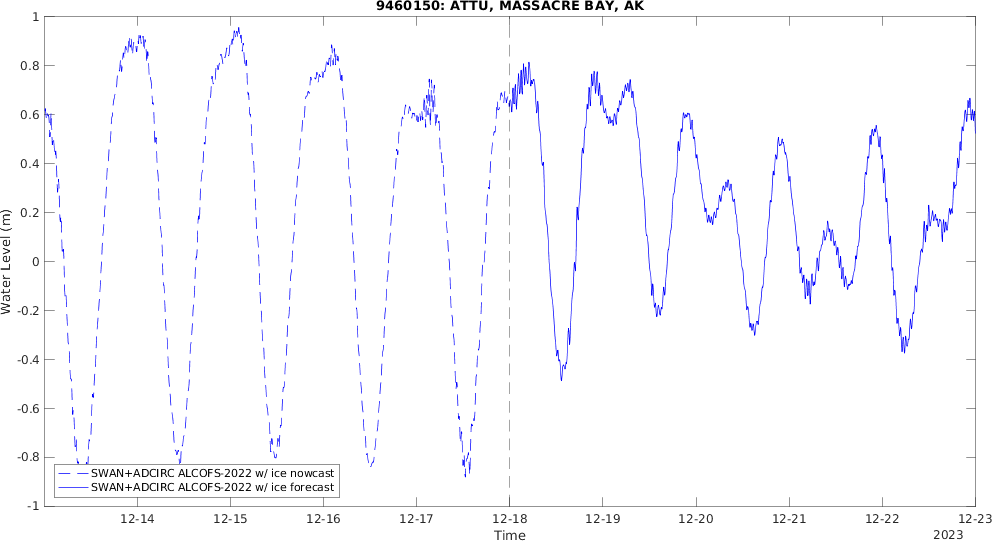 9460150: ATTU, MASSACRE BAY, AK
1
0.8
0.6
0.4
0.2
0
-0.2
-0.4
-0.6
-0.8
-1
Water Level (m)
SWAN+ADCIRC ALCOFS-2022 w/ ice nowcast
SWAN+ADCIRC ALCOFS-2022 w/ ice forecast
12-14 12-15 12-16 12-17 12-18 12-19 12-20 12-21 12-22 12-23
Time
2023